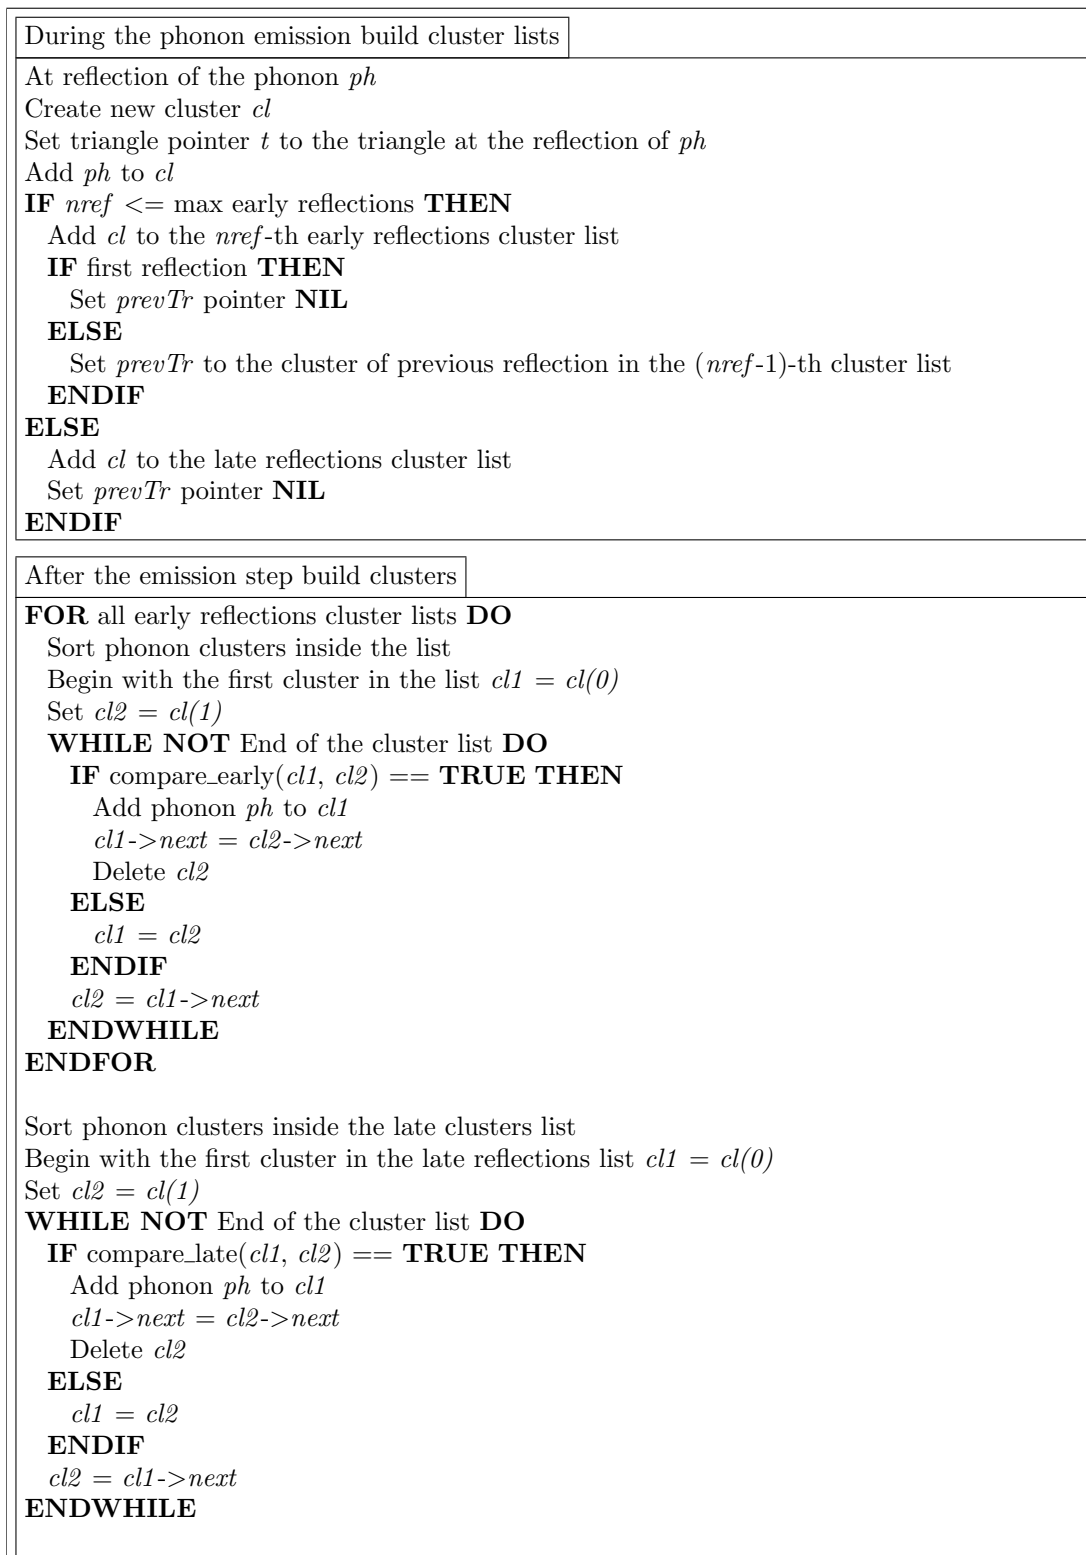 During the phonon emission build cluster lists
At reflection of the phonon ph
Create new cluster cl
Set triangle pointer t to the triangle at the reflection of ph
Add ph to cl
IF nref <= max early reflections THEN
Add cl to the nref-th early reflections cluster list
IF first reflection THEN
Set prevTr pointer NIL
ELSE
Set prevTr to the cluster of previous reflection in the (nref-1)-th cluster list
ENDIF
ELSE
Add cl to the late reflections cluster list
Set prevTr pointer NIL
ENDIF
After the emission step build clusters
FOR all early reflections cluster lists DO
Sort phonon clusters inside the list
Begin with the first cluster in the list cl1 = cl(0)
Set cl2 = cl(1)
WHILE NOT End of the cluster list DO
IF compare_early(cl1, cl2) == TRUE THEN
Add phonon ph to cl1
cl1->next = cl2->next
Delete cl2
ELSE
cl1 = cl2
ENDIF
cl2 = cl1->next
ENDWHILE
ENDFOR
Sort phonon clusters inside the late clusters list
Begin with the first cluster in the late reflections list cl1 = cl(0)
Set cl2 = cl(1)
WHILE NOT End of the cluster list DO
IF compare_late(cl1, cl2) == TRUE THEN
Add phonon ph to cl1
cl1->next = cl2->next
Delete cl2
ELSE
cl1 = cl2
ENDIF
cl2 = cl1->next
ENDWHILE